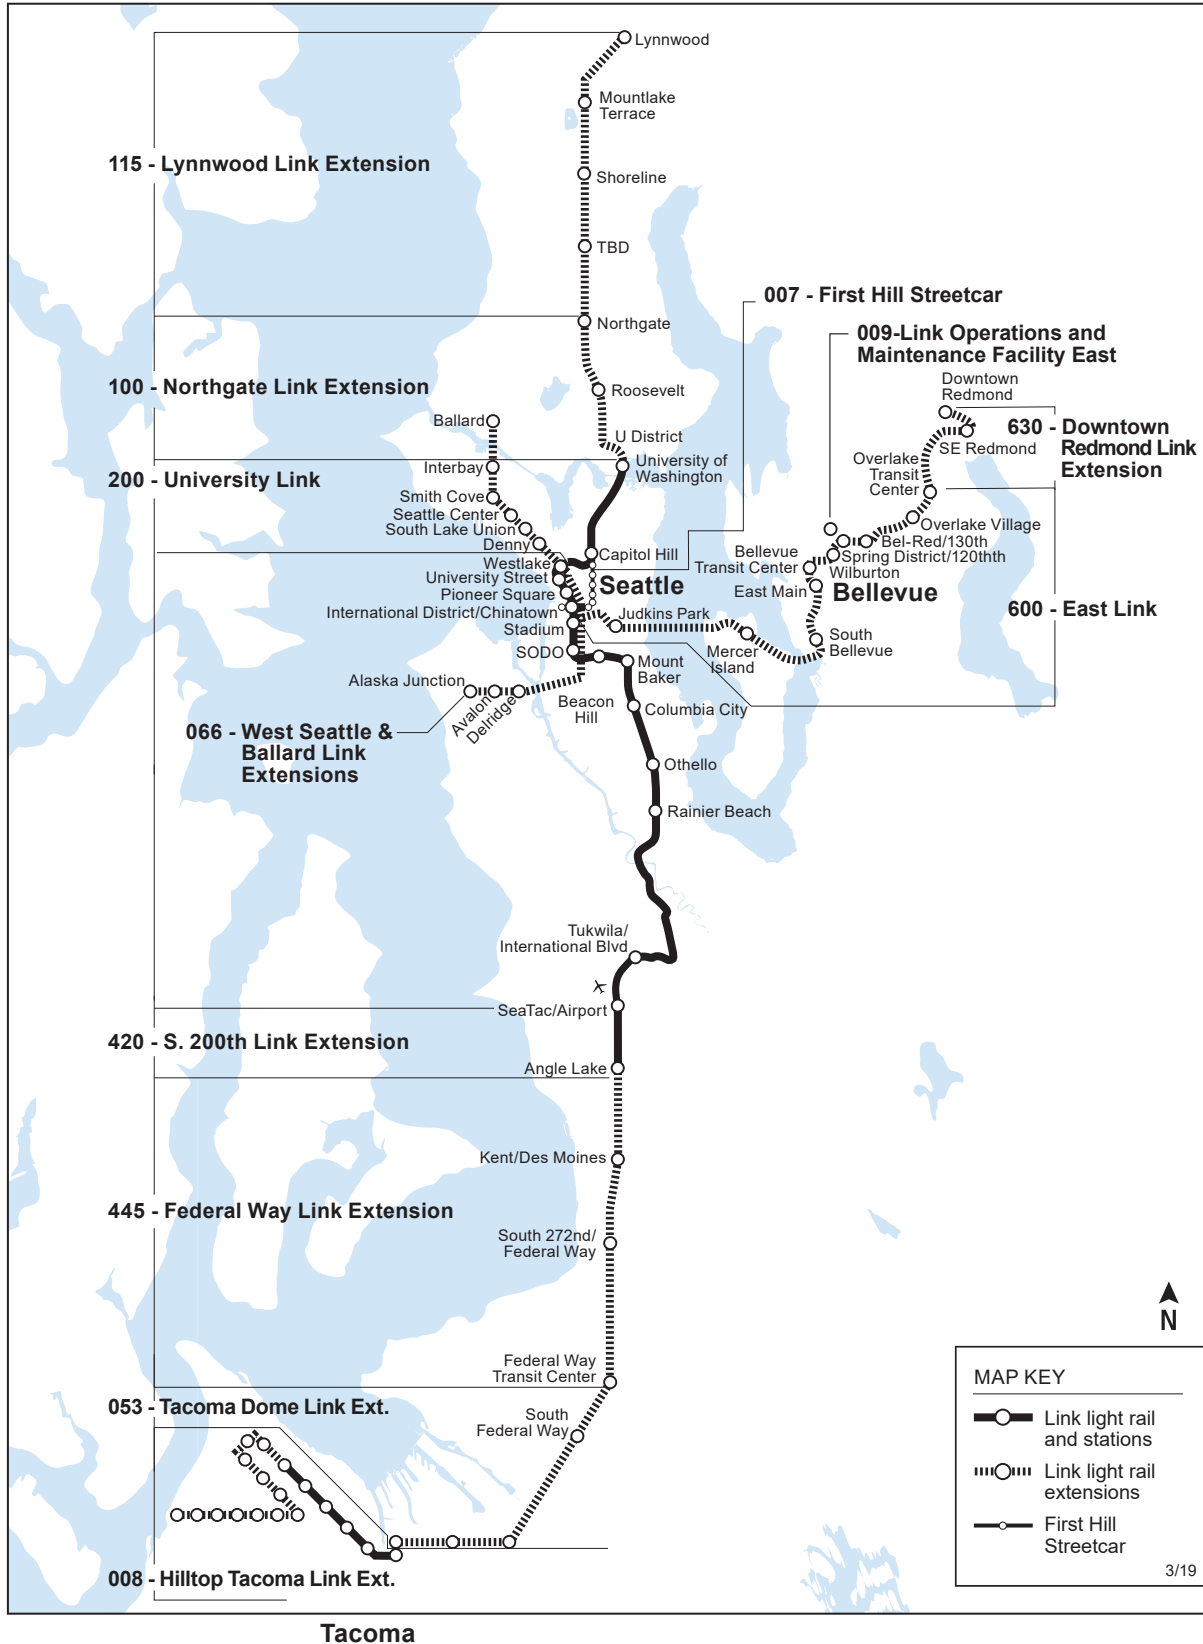 Lynnwood
Mountlake
Terrace
115 - Lynnwood Link Extension
Shoreline
TBD
007 - First Hill Streetcar
Northgate
009-Link Operations and
Maintenance Facility East
100 - Northgate Link Extension
Roosevelt
Downtown
Redmond
Ballard
630 - Downtown
Redmond Link
Extension
U District
SE Redmond
University of
Washington
Interbay
Overlake
Transit
Center
200 - University Link
Smith Cove
Seattle Center
South Lake Union
Denny
Overlake Village
Bel-Red/130th
Spring District/120thth
Wilburton
Capitol Hill
Bellevue
Transit Center
Westlake
University Street
Pioneer Square
International District/Chinatown
Stadium
SODO
Seattle
East Main
Bellevue
Judkins Park
600 - East Link
Mercer
Island
South
Bellevue
Mount
Baker
Alaska Junction
Avalon
Delridge
Beacon
Hill
Columbia City
066 - West Seattle &
Ballard Link
Extensions
Othello
Rainier Beach
Tukwila/
International Blvd
SeaTac/Airport
420 - S. 200th Link Extension
Angle Lake
Kent/Des Moines
445 - Federal Way Link Extension
South 272nd/
Federal Way
N
Federal Way
Transit Center
MAP KEY
053 - Tacoma Dome Link Ext.
South
Federal Way
Link light rail
and stations
Link light rail
extensions
First Hill
Streetcar
3/19
008 - Hilltop Tacoma Link Ext.
Tacoma